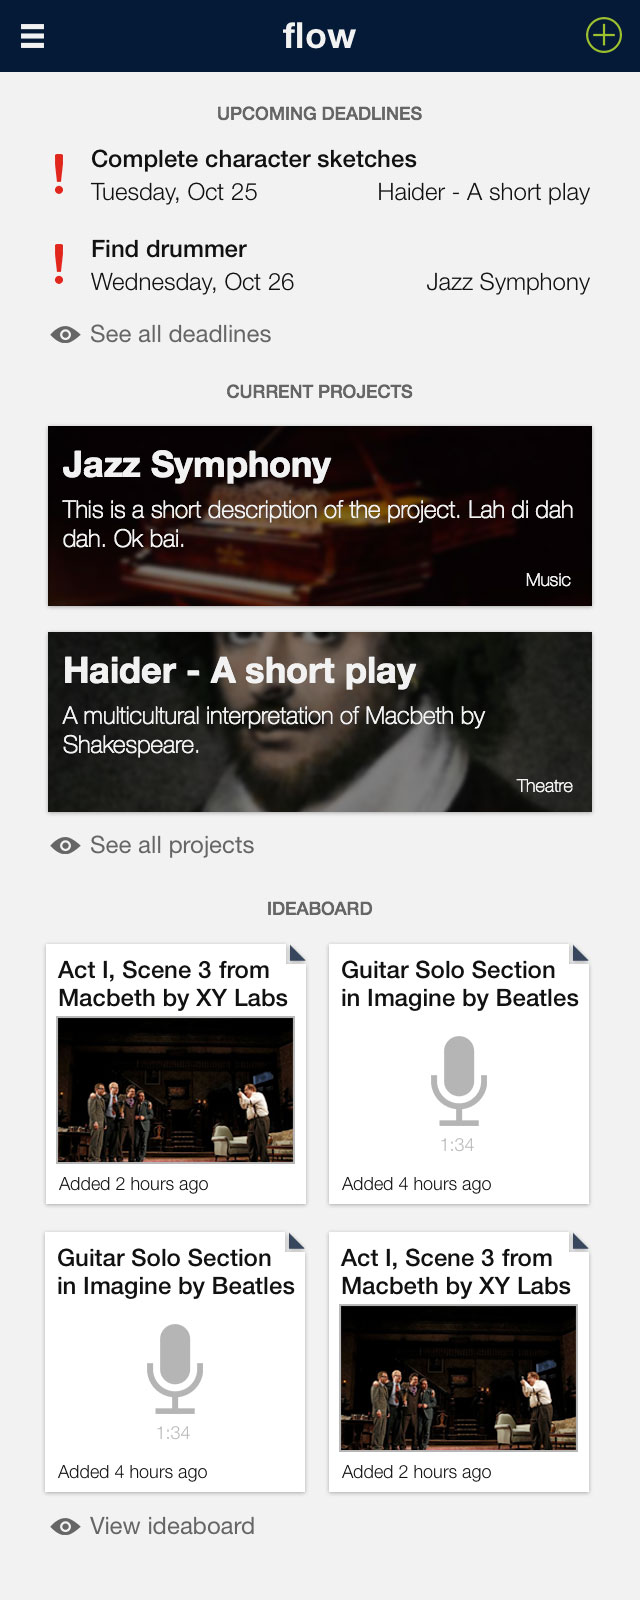 flow
UPCOMING DEADLINES
Complete character sketches
Tuesday, Oct 25 Haider - A short play
Find drummer
Wednesday, Oct 26 Jazz Symphony
See all deadlines
CURRENT PROJECTS
Jazz Symphony
This is a short description of the project. Lah di dah
dah. Ok bai.
Music
Haider - A short play
A multicultural interpretation of Macbeth by
Shakespeare.
Theatre
See all projects
IDEABOARD
Act I, Scene 3 from
Macbeth by XY Labs
Added 2 hours ago
Guitar Solo Section
in Imagine by Beatles
1:34
Added 4 hours ago
Guitar Solo Section
in Imagine by Beatles
1:34
Added 4 hours ago
Act I, Scene 3 from
Macbeth by XY Labs
Added 2 hours ago
View ideaboard